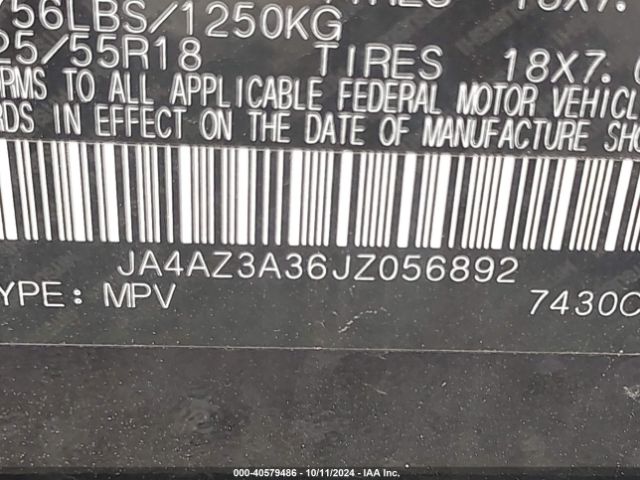 56LBS/1250KG
25/55R18 TIRES 18X7.
ORMS TO ALL APPLICABLE FEDERAL MOTOR VEHICL
RDS IN EFFECT ON THE DATE OF MANUFACTURE SHO
JA4AZ3A36JZ056892
YPE: MPV 7430C
000-40579486 - 10/11/2024 - IAA Inc.